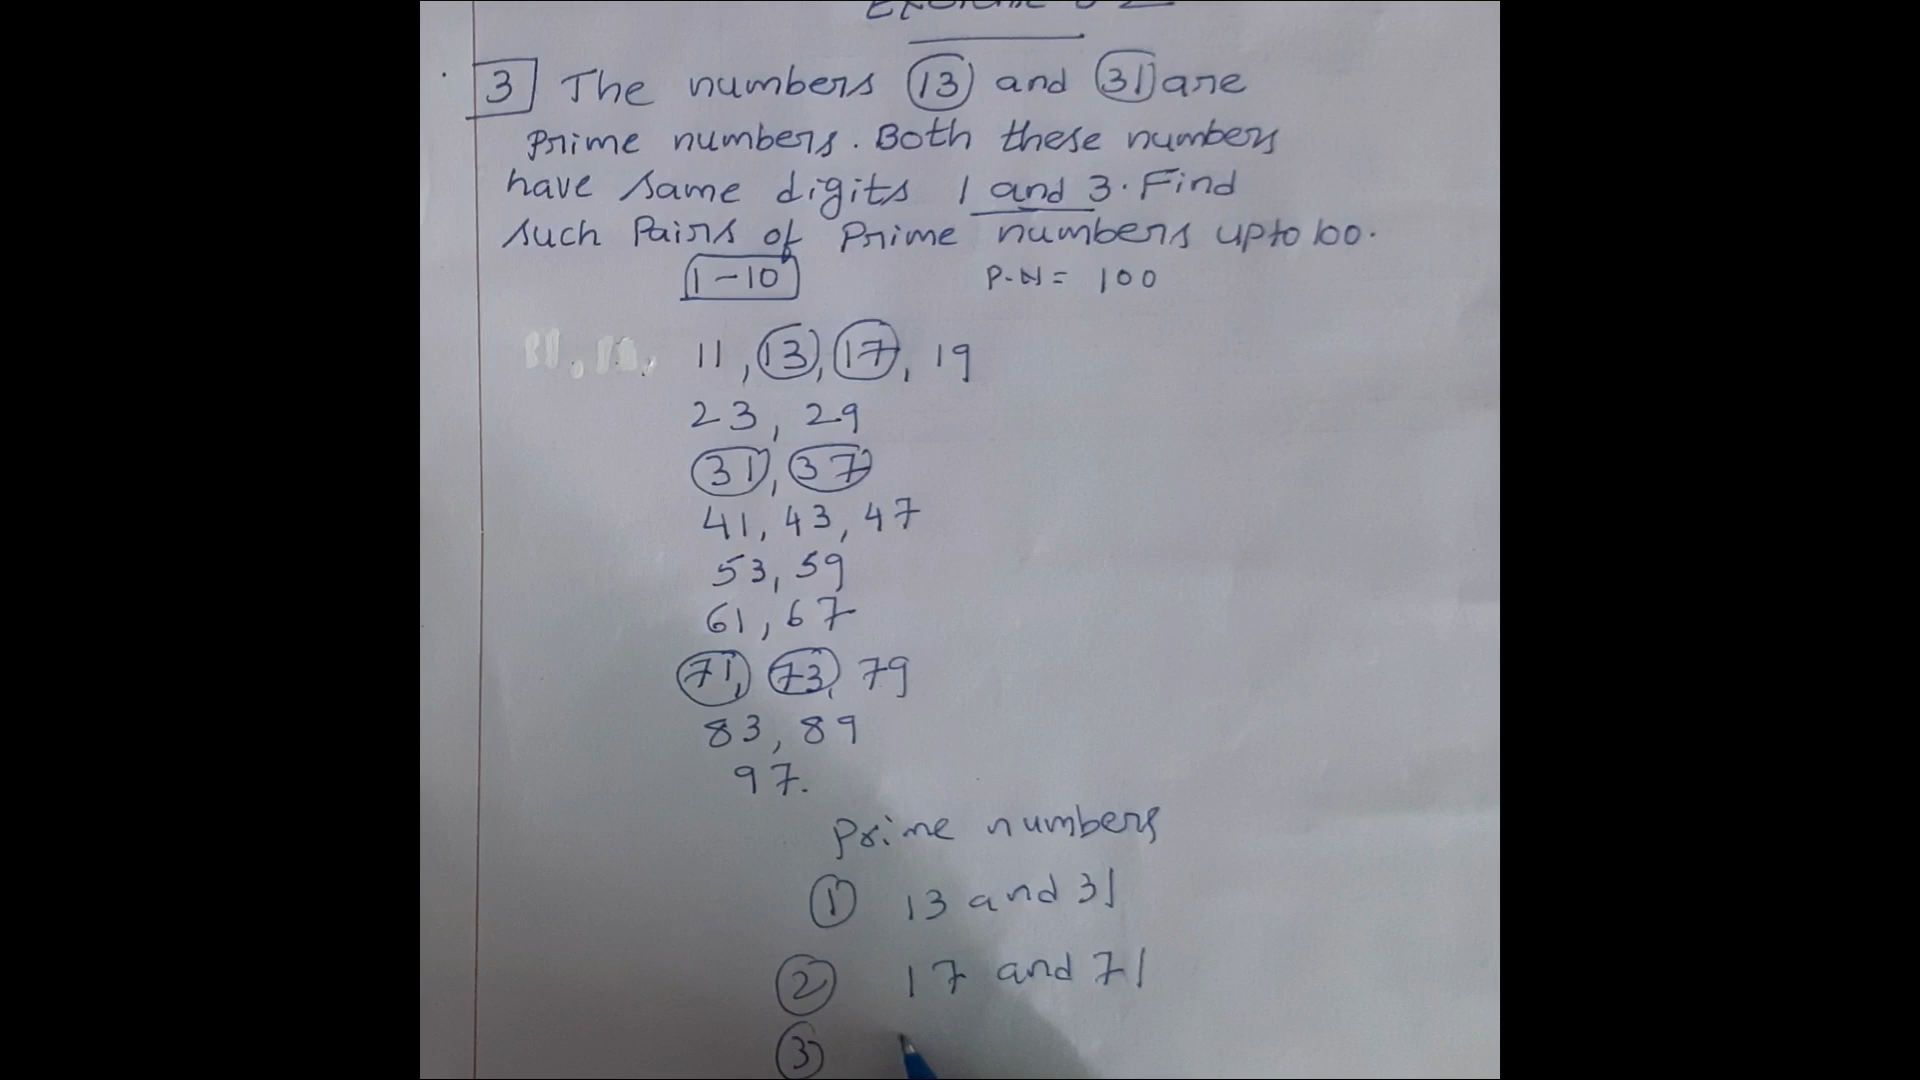 3 The numbers 13 and 31 are
Prime numbers. Both these numbers
have same digits 1 and 3. Find
such Pairs of Prime numbers upto 100.
1-10 P-N= 100
11, 13, 17, 19
23, 29
31, 37
41, 43, 47
53, 59
61, 67
71, 73, 79
83, 89
97.
Prime numbers
1 13 and 31
2 17 and 71
3